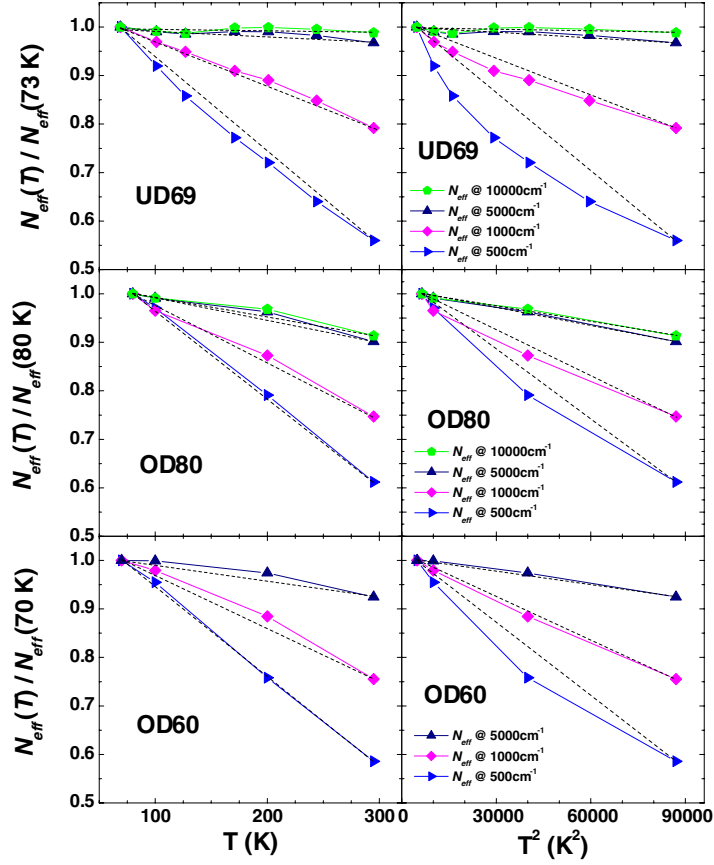 N_eff(T) / N_eff(73 K)
1.0
0.9
0.8
0.7
0.6
0.5
UD69
UD69
N_eff @ 10000cm⁻¹
N_eff @ 5000cm⁻¹
N_eff @ 1000cm⁻¹
N_eff @ 500cm⁻¹
N_eff(T) / N_eff(80 K)
1.0
0.9
0.8
0.7
0.6
0.5
OD80
OD80
N_eff @ 10000cm⁻¹
N_eff @ 5000cm⁻¹
N_eff @ 1000cm⁻¹
N_eff @ 500cm⁻¹
N_eff(T) / N_eff(70 K)
1.0
0.9
0.8
0.7
0.6
0.5
OD60
OD60
N_eff @ 5000cm⁻¹
N_eff @ 1000cm⁻¹
N_eff @ 500cm⁻¹
100 200 300
0 30000 60000 90000
T (K)
T² (K²)